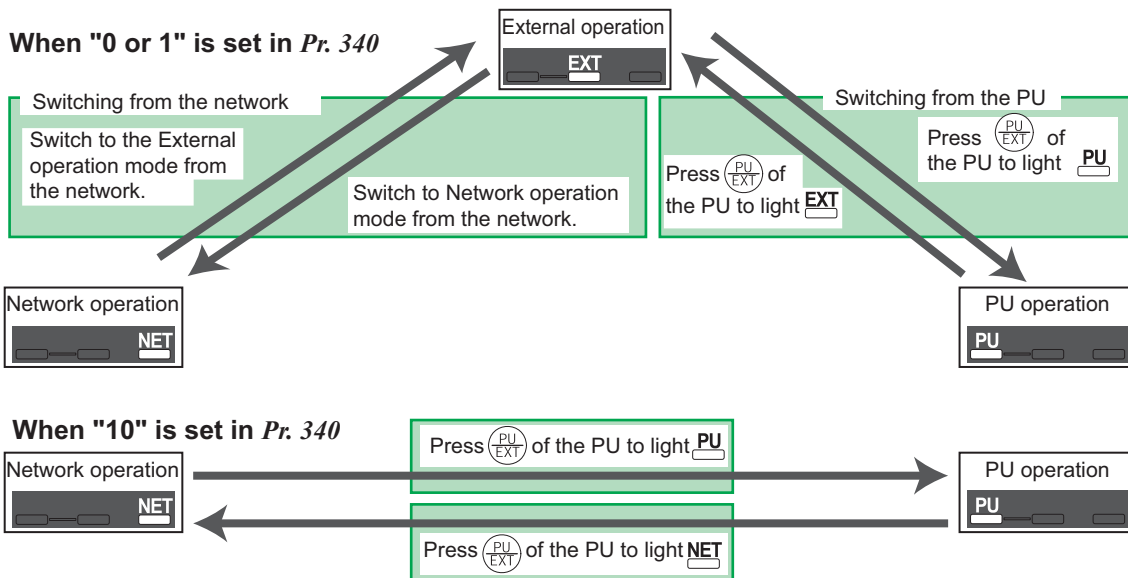 When "0 or 1" is set in Pr. 340
External operation
EXT
Switching from the network
Switch to the External
operation mode from
the network.
Switch to Network operation
mode from the network.
Switching from the PU
Press PU/EXT of
the PU to light PU
Press PU/EXT of
the PU to light EXT
Network operation
NET
PU operation
PU
When "10" is set in Pr. 340
Network operation
NET
Press PU/EXT of the PU to light PU
Press PU/EXT of the PU to light NET
PU operation
PU